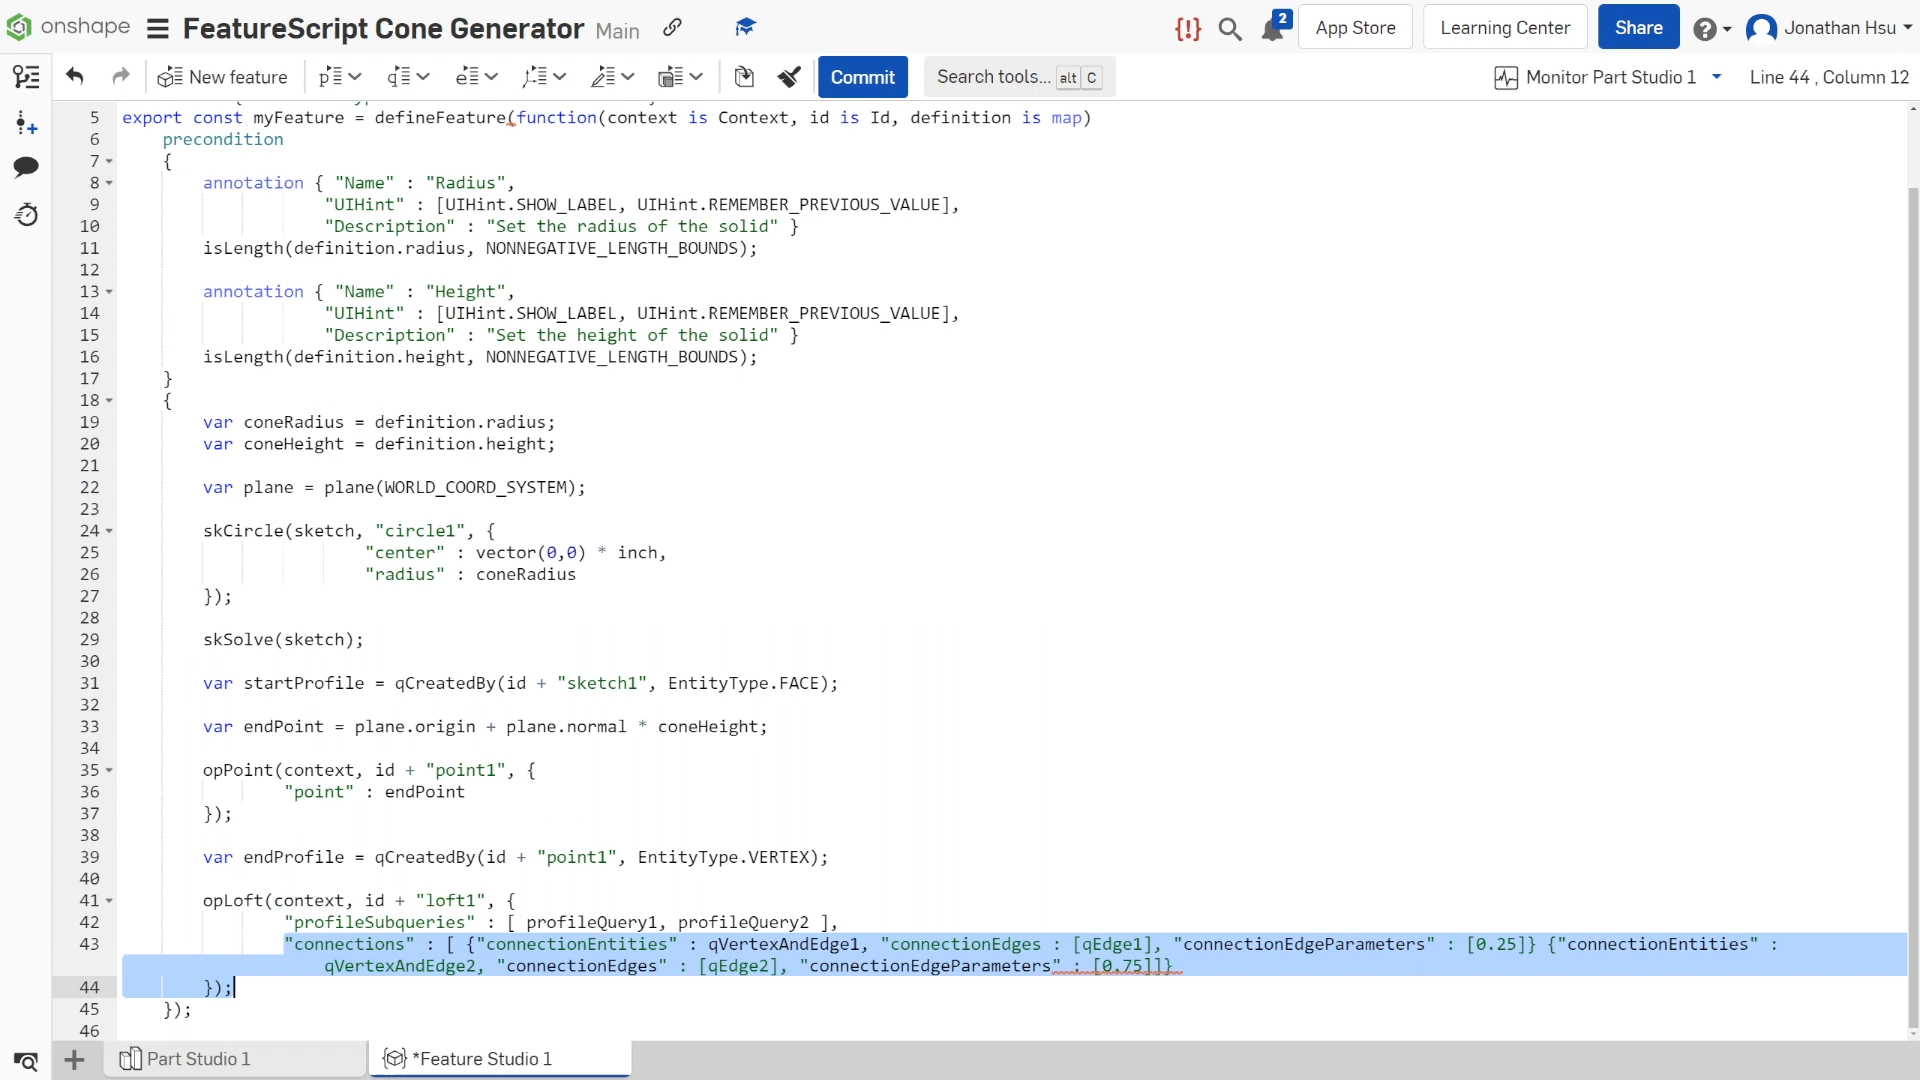 onshape FeatureScript Cone Generator Main {!} 2 App Store Learning Center Share Jonathan Hsu
New feature Commit Search tools... alt C Monitor Part Studio 1 Line 44 , Column 12
5 export const myFeature = defineFeature(function(context is Context, id is Id, definition is map)
6 precondition
7 {
8 annotation { "Name" : "Radius",
9 "UIHint" : [UIHint.SHOW_LABEL, UIHint.REMEMBER_PREVIOUS_VALUE],
10 "Description" : "Set the radius of the solid" }
11 isLength(definition.radius, NONNEGATIVE_LENGTH_BOUNDS);
12
13 annotation { "Name" : "Height",
14 "UIHint" : [UIHint.SHOW_LABEL, UIHint.REMEMBER_PREVIOUS_VALUE],
15 "Description" : "Set the height of the solid" }
16 isLength(definition.height, NONNEGATIVE_LENGTH_BOUNDS);
17 }
18 {
19 var coneRadius = definition.radius;
20 var coneHeight = definition.height;
21
22 var plane = plane(WORLD_COORD_SYSTEM);
23
24 skCircle(sketch, "circle1", {
25 "center" : vector(0,0) * inch,
26 "radius" : coneRadius
27 });
28
29 skSolve(sketch);
30
31 var startProfile = qCreatedBy(id + "sketch1", EntityType.FACE);
32
33 var endPoint = plane.origin + plane.normal * coneHeight;
34
35 opPoint(context, id + "point1", {
36 "point" : endPoint
37 });
38
39 var endProfile = qCreatedBy(id + "point1", EntityType.VERTEX);
40
41 opLoft(context, id + "loft1", {
42 "profileSubqueries" : [ profileQuery1, profileQuery2 ],
43 "connections" : [ {"connectionEntities" : qVertexAndEdge1, "connectionEdges : [qEdge1], "connectionEdgeParameters" : [0.25]} {"connectionEntities" :
qVertexAndEdge2, "connectionEdges" : [qEdge2], "connectionEdgeParameters" : [0.75]]}
44 });
45 });
46
Part Studio 1 *Feature Studio 1